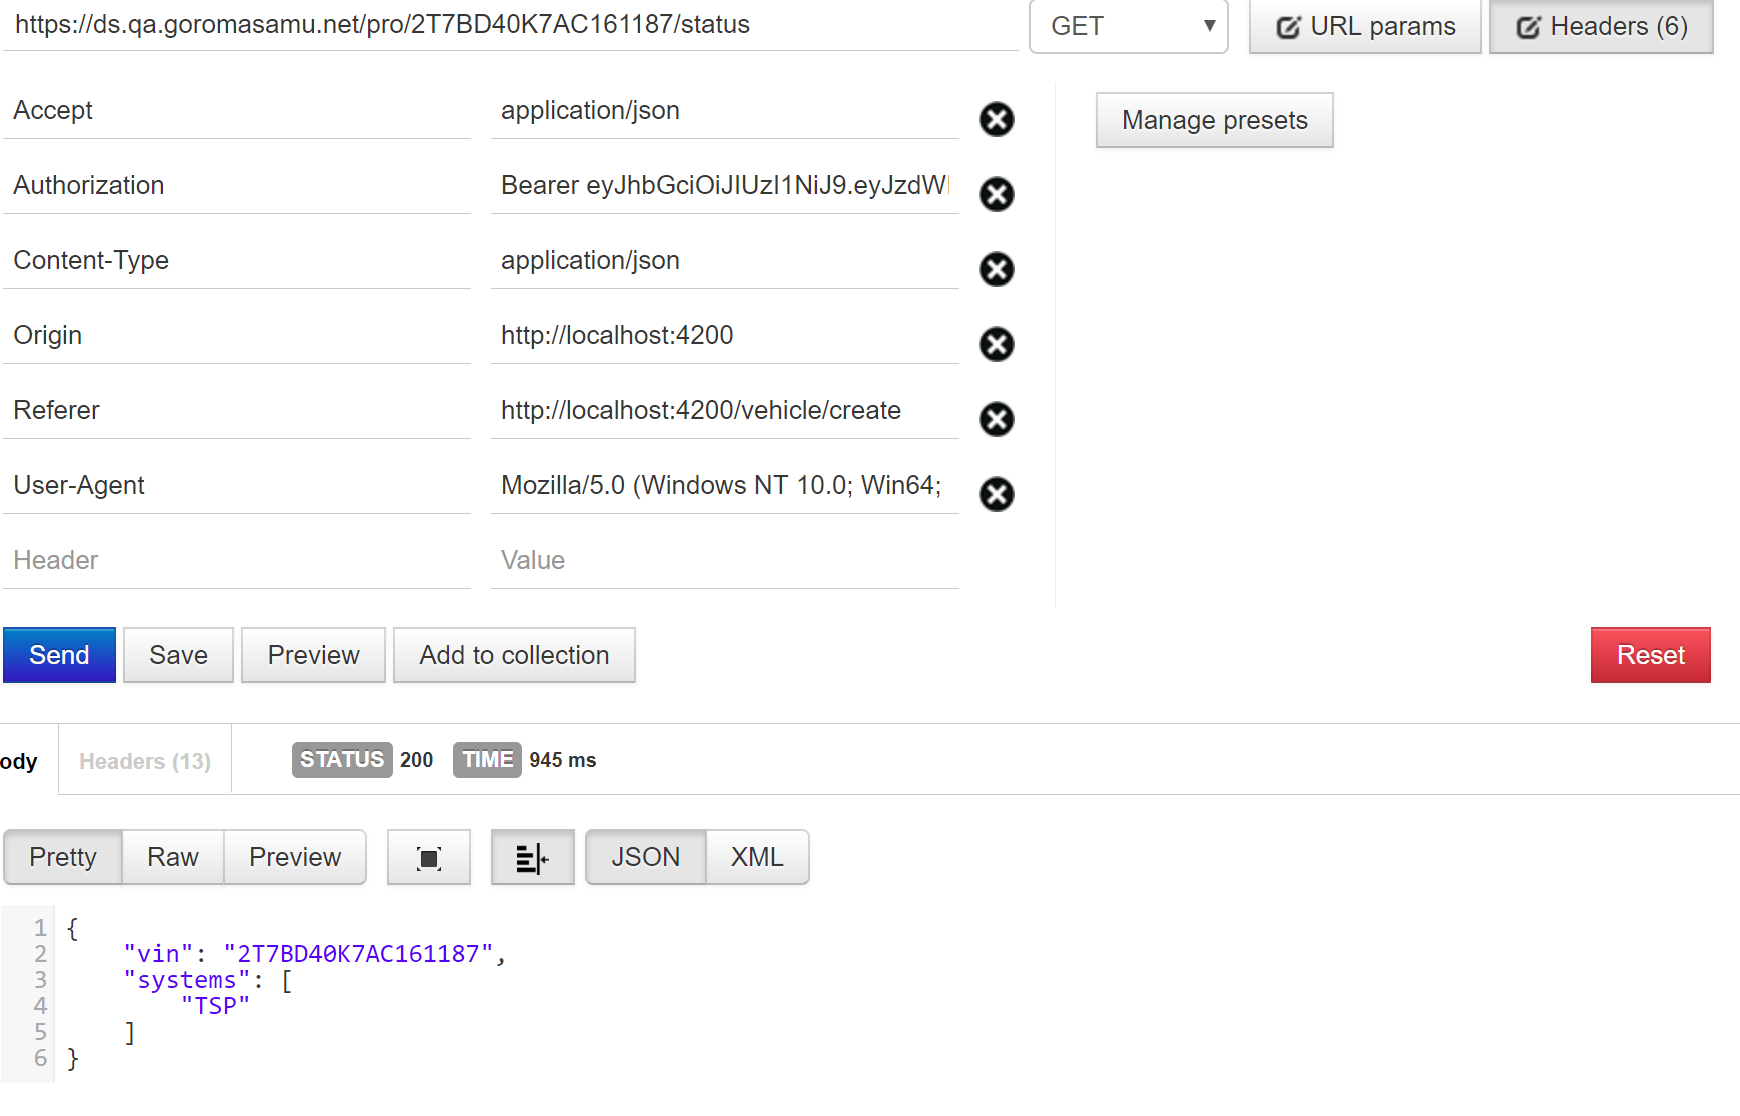 https://ds.qa.goromasamu.net/pro/2T7BD40K7AC161187/status GET URL params Headers (6)
Accept application/json Manage presets
Authorization Bearer eyJhbGciOiJIUzI1NiJ9.eyJzdW
Content-Type application/json
Origin http://localhost:4200
Referer http://localhost:4200/vehicle/create
User-Agent Mozilla/5.0 (Windows NT 10.0; Win64;
Header Value
Send Save Preview Add to collection Reset
ody Headers (13) STATUS 200 TIME 945 ms
Pretty Raw Preview JSON XML
1 {
2 "vin": "2T7BD40K7AC161187",
3 "systems": [
4 "TSP"
5 ]
6 }